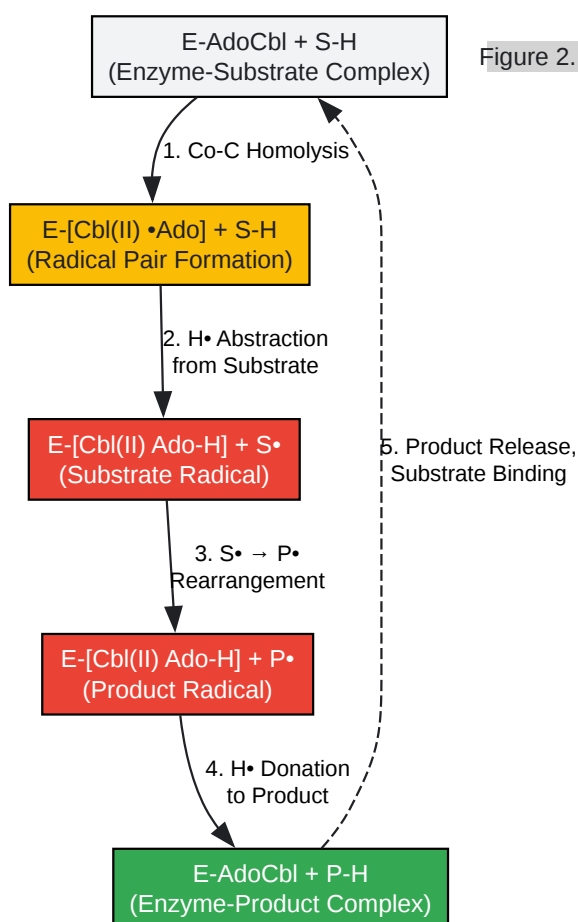 E-AdoCbl + S-H
(Enzyme-Substrate Complex)
Figure 2.
1. Co-C Homolysis
E-[Cbl(II) •Ado] + S-H
(Radical Pair Formation)
2. H• Abstraction
from Substrate
E-[Cbl(II) Ado-H] + S•
(Substrate Radical)
5. Product Release,
Substrate Binding
3. S• → P•
Rearrangement
E-[Cbl(II) Ado-H] + P•
(Product Radical)
4. H• Donation
to Product
E-AdoCbl + P-H
(Enzyme-Product Complex)